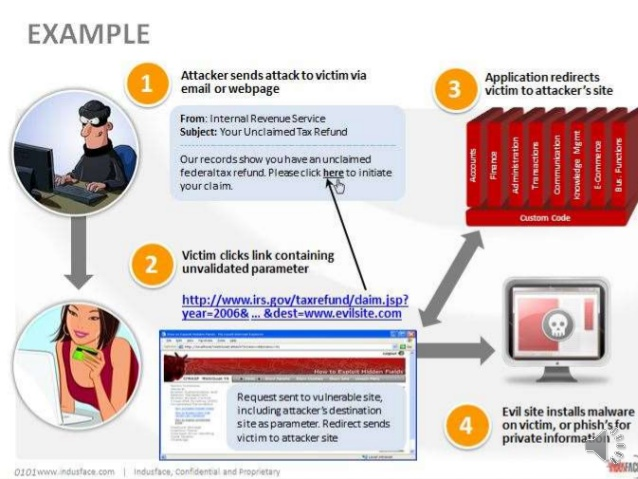 EXAMPLE
1
Attacker sends attack to victim via
email or webpage
From: Internal Revenue Service
Subject: Your Unclaimed Tax Refund
Our records show you have an unclaimed
federal tax refund. Please click here to initiate
your claim.
2
Victim clicks link containing
unvalidated parameter
http://www.irs.gov/taxrefund/claim.jsp?
year=2006& ... &dest=www.evilsite.com
How to Exploit Hidden Fields
Request sent to vulnerable site,
including attacker's destination
site as parameter. Redirect sends
victim to attacker site
3
Application redirects
victim to attacker's site
Accounts
Finance
Administration
Transactions
Communication
Knowledge Mgmt
E-Commerce
Bus. Functions
Custom Code
4
Evil site installs malware
on victim, or phish's for
private information
0101www.indusface.com | Indusface, Confidential and Proprietary